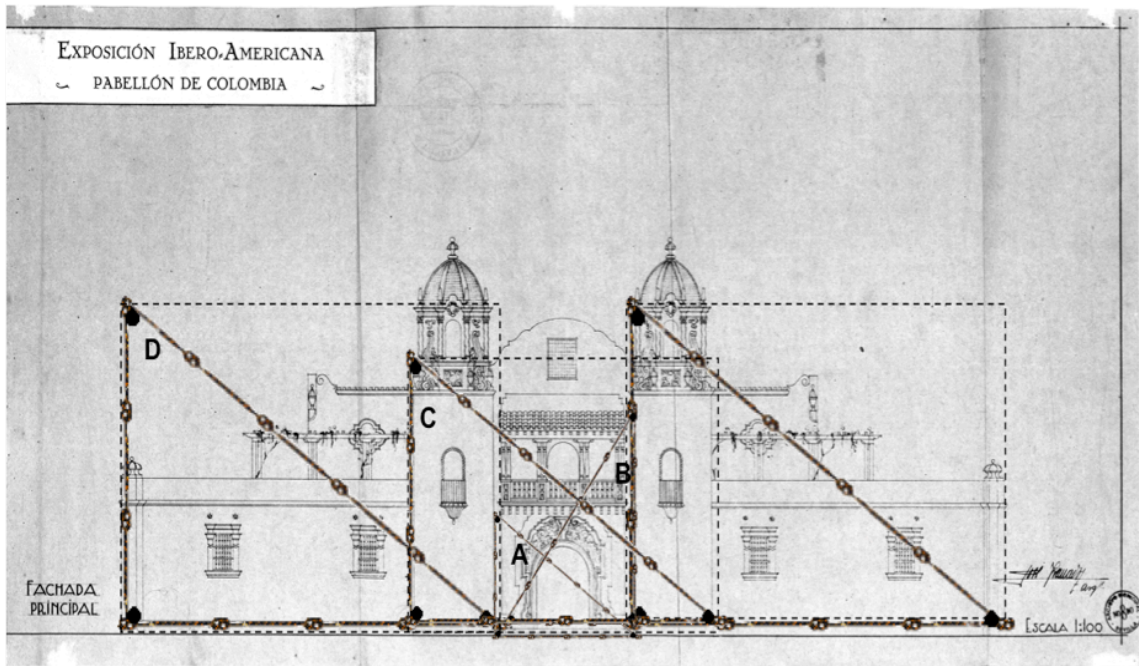 EXPOSICIÓN IBERO-AMERICANA
PABELLÓN DE COLOMBIA
D
C
B
A
FACHADA
PRINCIPAL
ESCALA 1:100